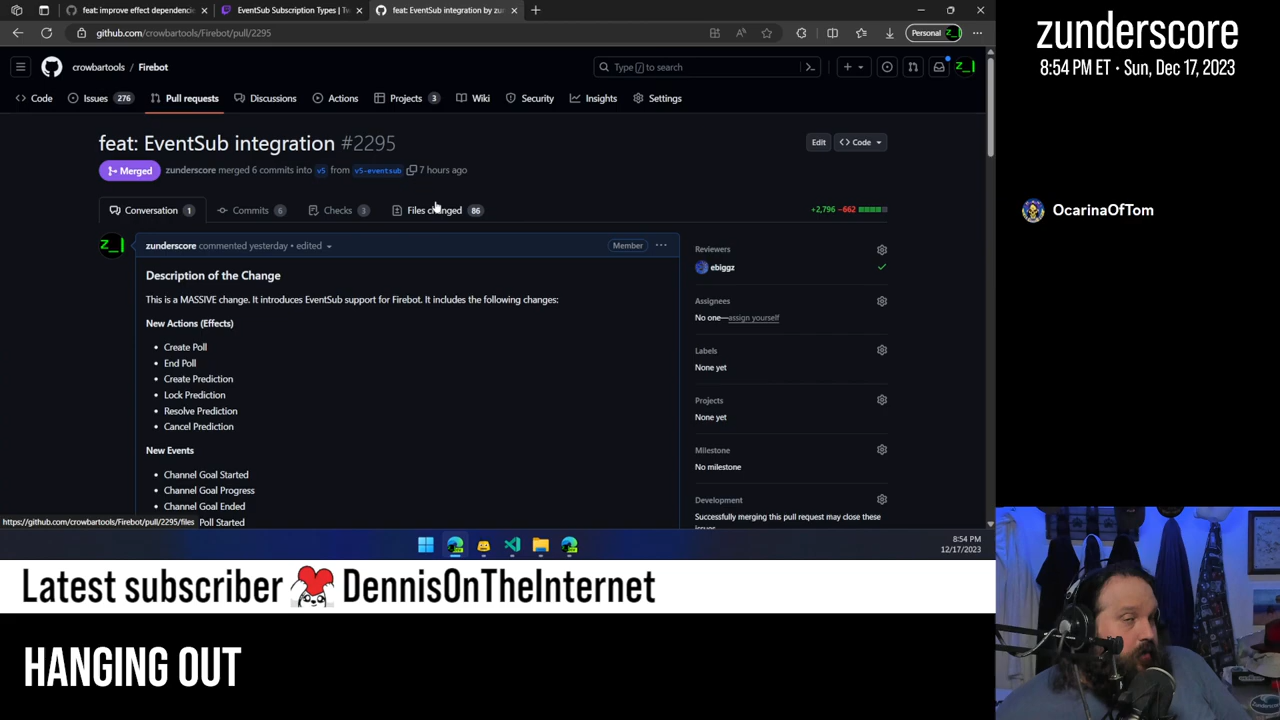 feat: improve effect dependenci
EventSub Subscription Types | Tw
feat: EventSub integration by zu
https://github.com/crowbartools/Firebot/pull/2295
Personal
crowbartools / Firebot
Type / to search
Code
Issues 276
Pull requests
Discussions
Actions
Projects 3
Wiki
Security
Insights
Settings
feat: EventSub integration #2295
Edit
Code
Merged
zunderscore merged 6 commits into v5 from v5-eventsub 7 hours ago
Conversation 1
Commits 6
Checks 3
Files changed 86
+2,796 −662
zunderscore commented yesterday • edited
Member
Description of the Change
This is a MASSIVE change. It introduces EventSub support for Firebot. It includes the following changes:
New Actions (Effects)
• Create Poll
• End Poll
• Create Prediction
• Lock Prediction
• Resolve Prediction
• Cancel Prediction
New Events
• Channel Goal Started
• Channel Goal Progress
• Channel Goal Ended
Poll Started
https://github.com/crowbartools/Firebot/pull/2295/files
Reviewers
ebiggz
Assignees
No one—assign yourself
Labels
None yet
Projects
None yet
Milestone
No milestone
Development
Successfully merging this pull request may close these
issues.
8:54 PM
12/17/2023
zunderscore
8:54 PM ET • Sun, Dec 17, 2023
OcarinaOfTom
Latest subscriber DennisOnTheInternet
HANGING OUT